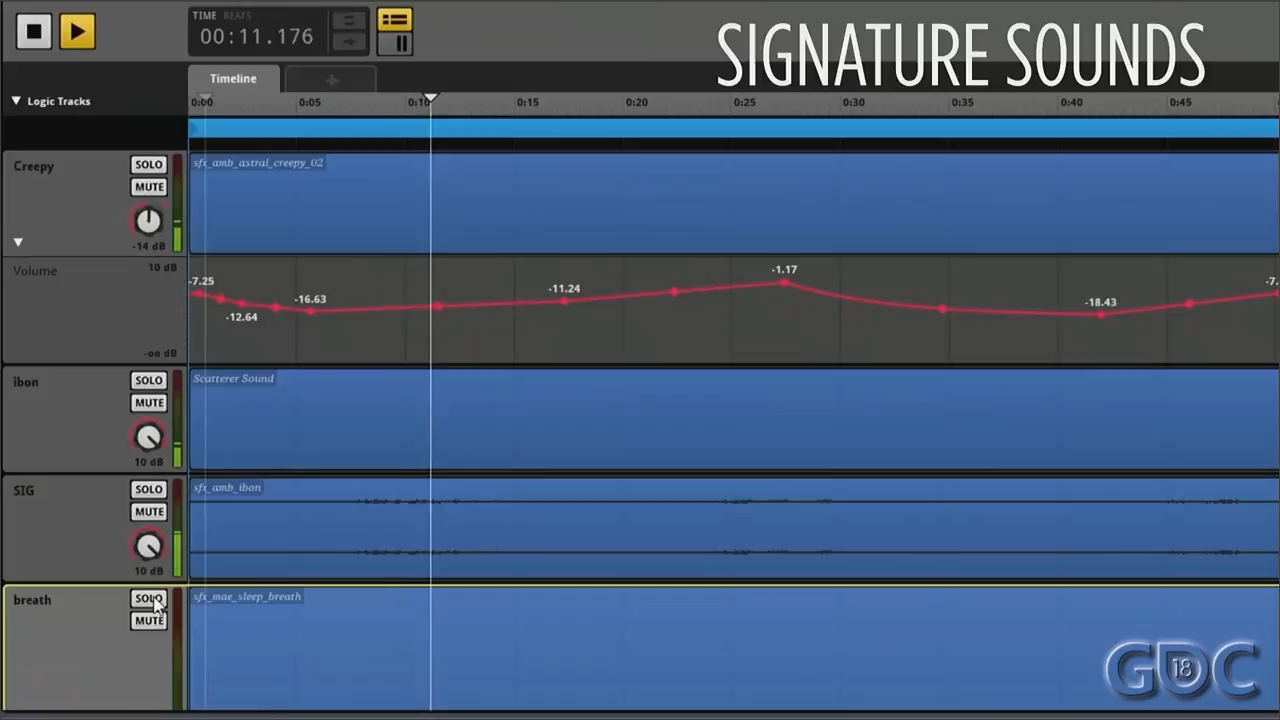 SIGNATURE SOUNDS
TIME BEATS
00:11.176
Timeline
Logic Tracks
0:00 0:05 0:10 0:15 0:20 0:25 0:30 0:35 0:40 0:45
Creepy
SOLO
MUTE
-14 dB
sfx_amb_astral_creepy_02
Volume
10 dB
-oo dB
-7.25
-12.64
-16.63
-11.24
-1.17
-18.43
-7.
ibon
SOLO
MUTE
10 dB
Scatterer Sound
SIG
SOLO
MUTE
10 dB
sfx_amb_ibon
breath
SOLO
MUTE
sfx_mae_sleep_breath
GDC
18